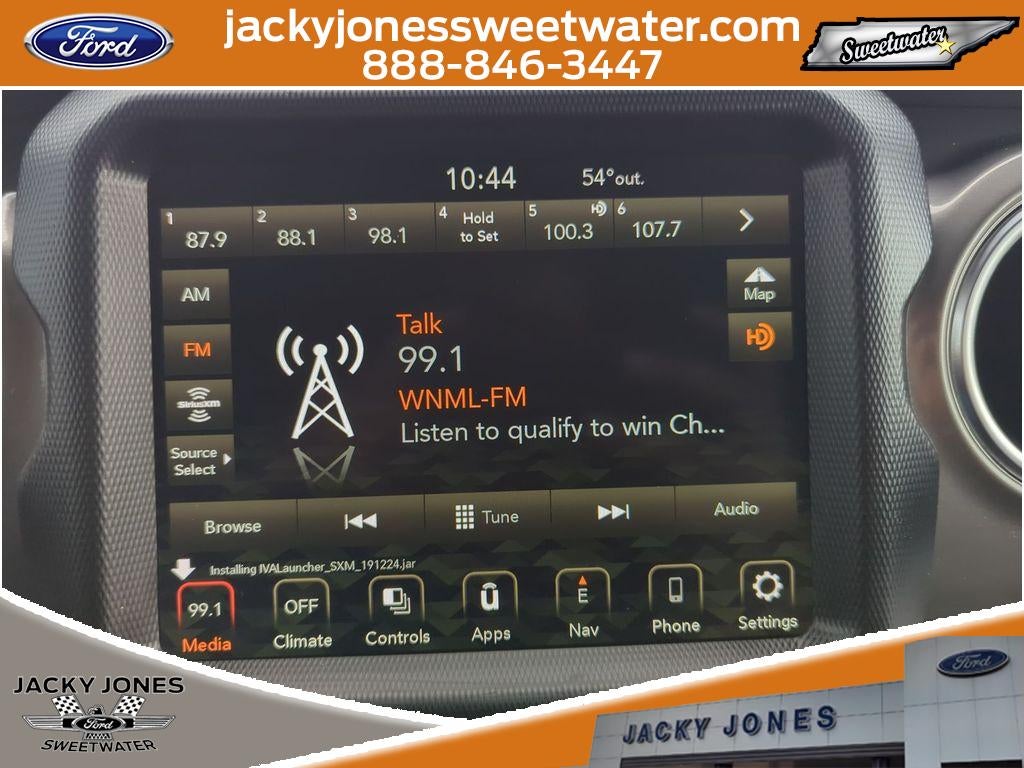 Ford
jackyjonessweetwater.com
888-846-3447
Sweetwater
10:44
54°out.
1
87.9
2
88.1
3
98.1
4
Hold
to Set
5
HD
100.3
6
107.7
AM
FM
SiriusXM
Source
Select
Talk
99.1
WNML-FM
Listen to qualify to win Ch...
Map
HD
Browse
Tune
Audio
Installing IVALauncher_SXM_191224.jar
99.1
Media
OFF
Climate
Controls
Apps
E
Nav
Phone
Settings
JACKY JONES
Ford
SWEETWATER
JACKY JONES
Ford